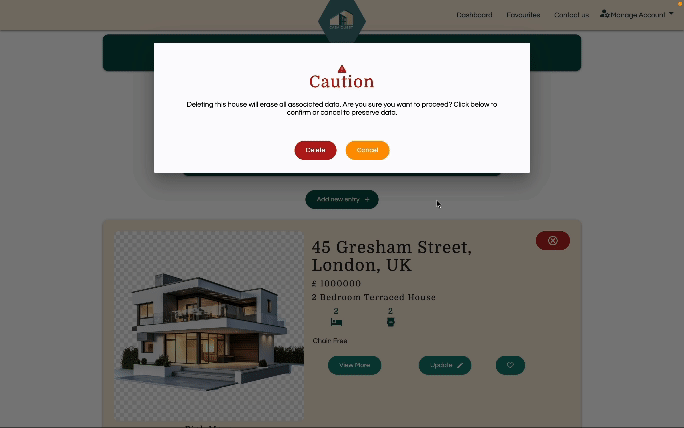 Dashboard Favourites Contact us Manage Account
Caution
Deleting this house will erase all associated data. Are you sure you want to proceed? Click below to
confirm or cancel to preserve data.
Delete Cancel
Add new entry +
45 Gresham Street,
London, UK
£ 1000000
2 Bedroom Terraced House
2 2
Chain Free
View More Update